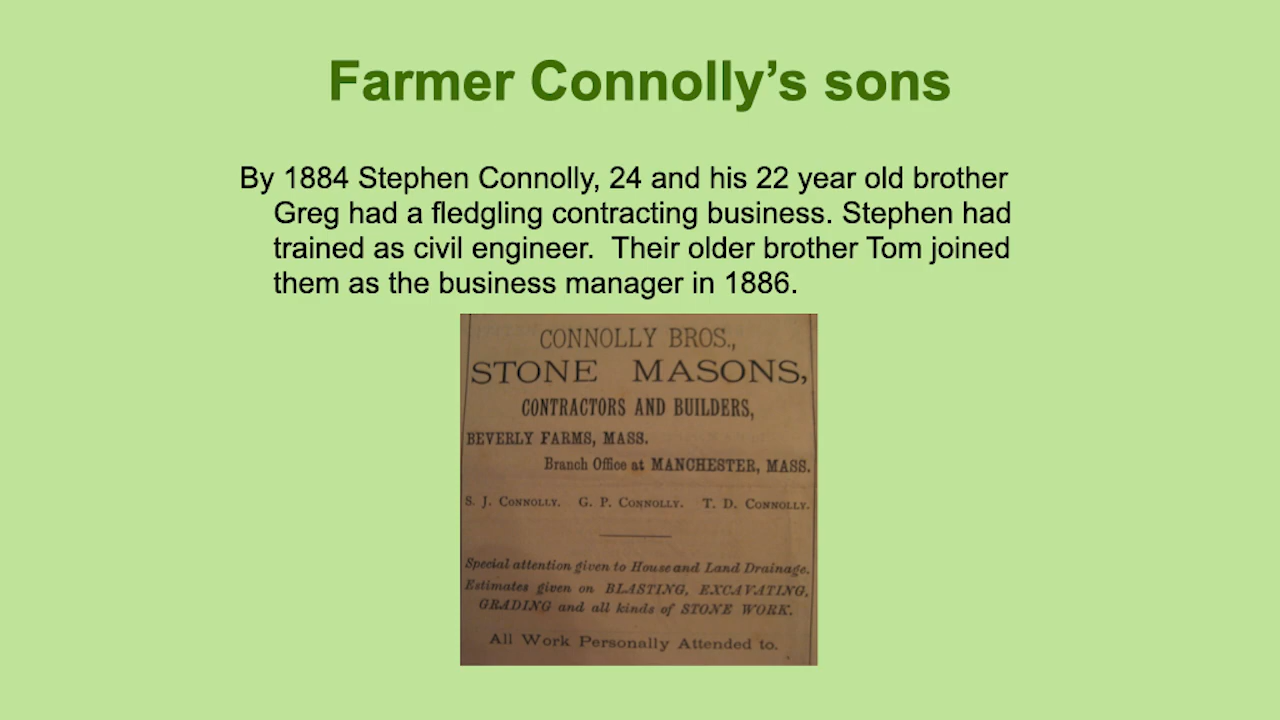 Farmer Connolly’s sons
By 1884 Stephen Connolly, 24 and his 22 year old brother
Greg had a fledgling contracting business. Stephen had
trained as civil engineer.  Their older brother Tom joined
them as the business manager in 1886.
CONNOLLY BROS.,
STONE MASONS,
CONTRACTORS AND BUILDERS,
BEVERLY FARMS, MASS.
Branch Office at MANCHESTER, MASS.
S. J. CONNOLLY. G. P. CONNOLLY. T. D. CONNOLLY.
Special attention given to House and Land Drainage.
Estimates given on BLASTING, EXCAVATING,
GRADING and all kinds of STONE WORK.
All Work Personally Attended to.